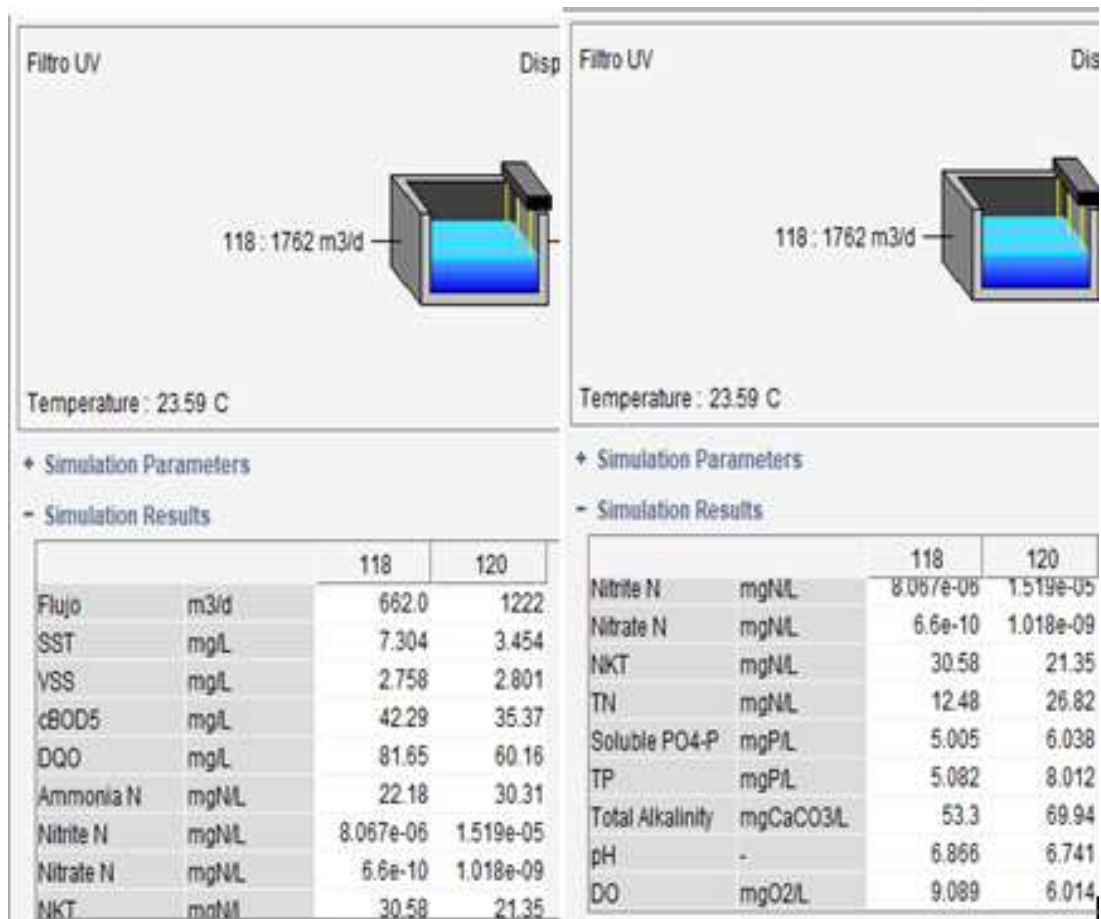 Filtro UV Disp
118 : 1762 m3/d
Temperature : 23.59 C
+ Simulation Parameters
- Simulation Results
118 120
Flujo m3/d 662.0 1222
SST mg/L 7.304 3.454
VSS mg/L 2.758 2.801
cBOD5 mg/L 42.29 35.37
DQO mg/L 81.65 60.16
Ammonia N mgN/L 22.18 30.31
Nitrite N mgN/L 8.067e-06 1.519e-05
Nitrate N mgN/L 6.6e-10 1.018e-09
NKT mgN/L 30.58 21.35
Filtro UV Dis
118 : 1762 m3/d
Temperature : 23.59 C
+ Simulation Parameters
- Simulation Results
118 120
Nitrite N mgN/L 8.067e-06 1.519e-05
Nitrate N mgN/L 6.6e-10 1.018e-09
NKT mgN/L 30.58 21.35
TN mgN/L 12.48 26.82
Soluble PO4-P mgP/L 5.005 6.038
TP mgP/L 5.082 8.012
Total Alkalinity mgCaCO3/L 53.3 69.94
pH - 6.866 6.741
DO mgO2/L 9.089 6.014